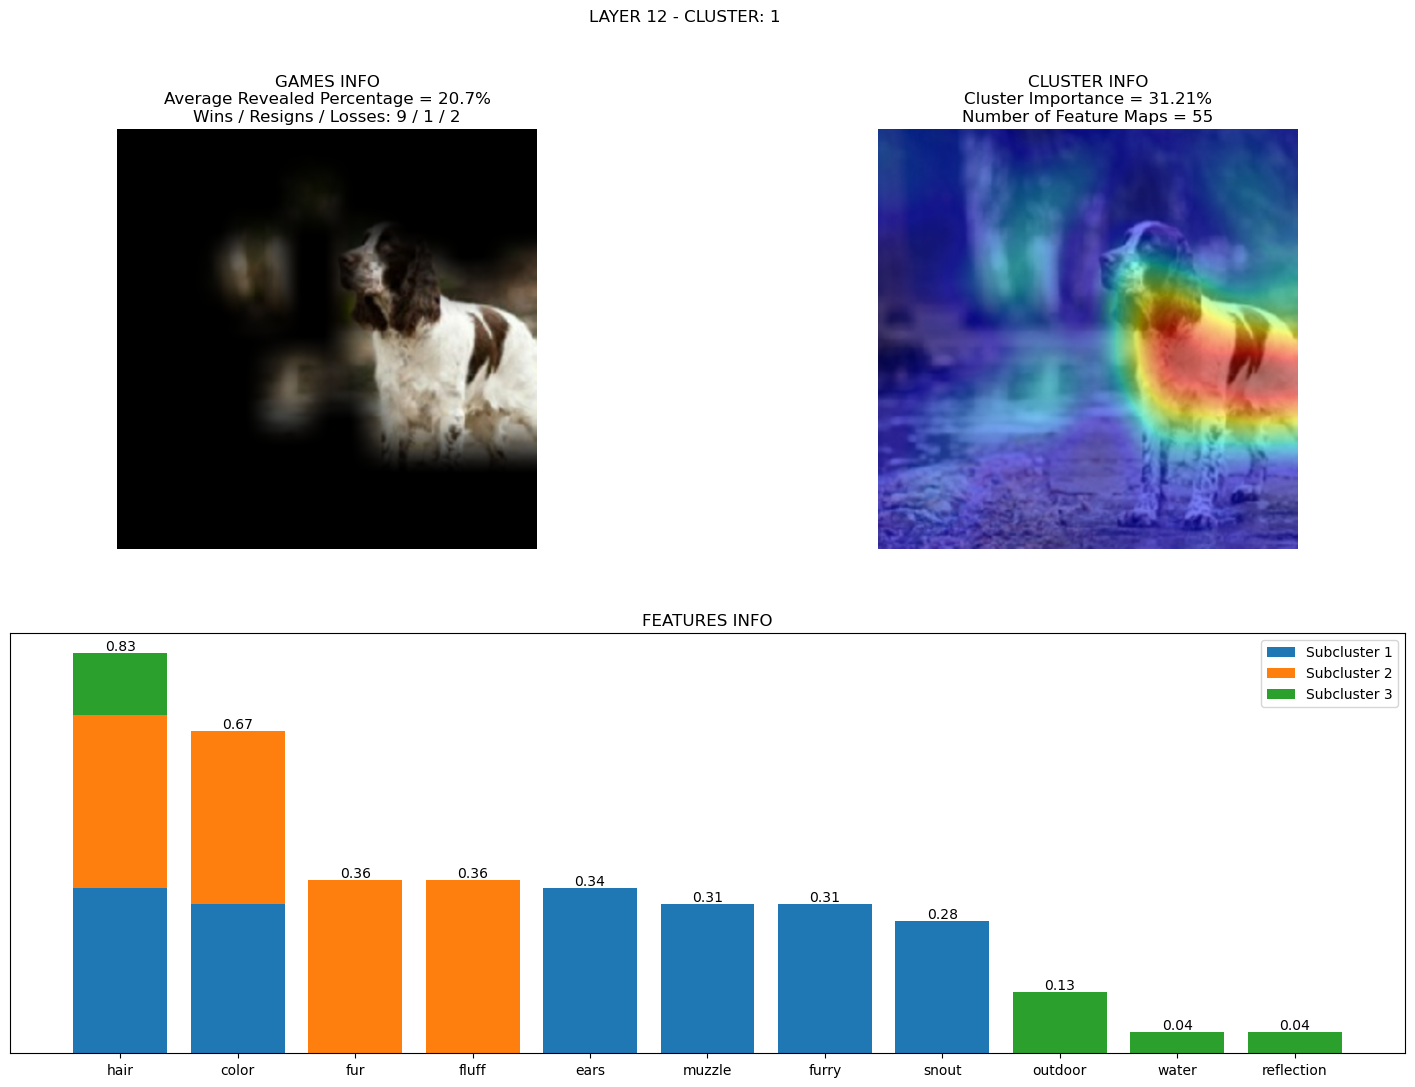 LAYER 12 - CLUSTER: 1
GAMES INFO
Average Revealed Percentage = 20.7%
Wins / Resigns / Losses: 9 / 1 / 2
CLUSTER INFO
Cluster Importance = 31.21%
Number of Feature Maps = 55
FEATURES INFO
Subcluster 1
Subcluster 2
Subcluster 3
0.83
0.67
0.36
0.36
0.34
0.31
0.31
0.28
0.13
0.04
0.04
hair
color
fur
fluff
ears
muzzle
furry
snout
outdoor
water
reflection